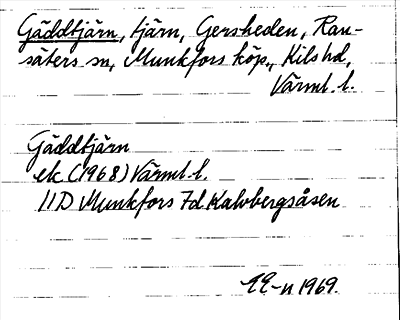 Gäddtjärn, tjärn, Gersheden, Ran-
säters sn, Munkfors köp., Kils hd,
Värml. l.
Gäddtjärn
ek (1968) Värml. l.
11D Munkfors 7d Kalvbergsåsen
1969.